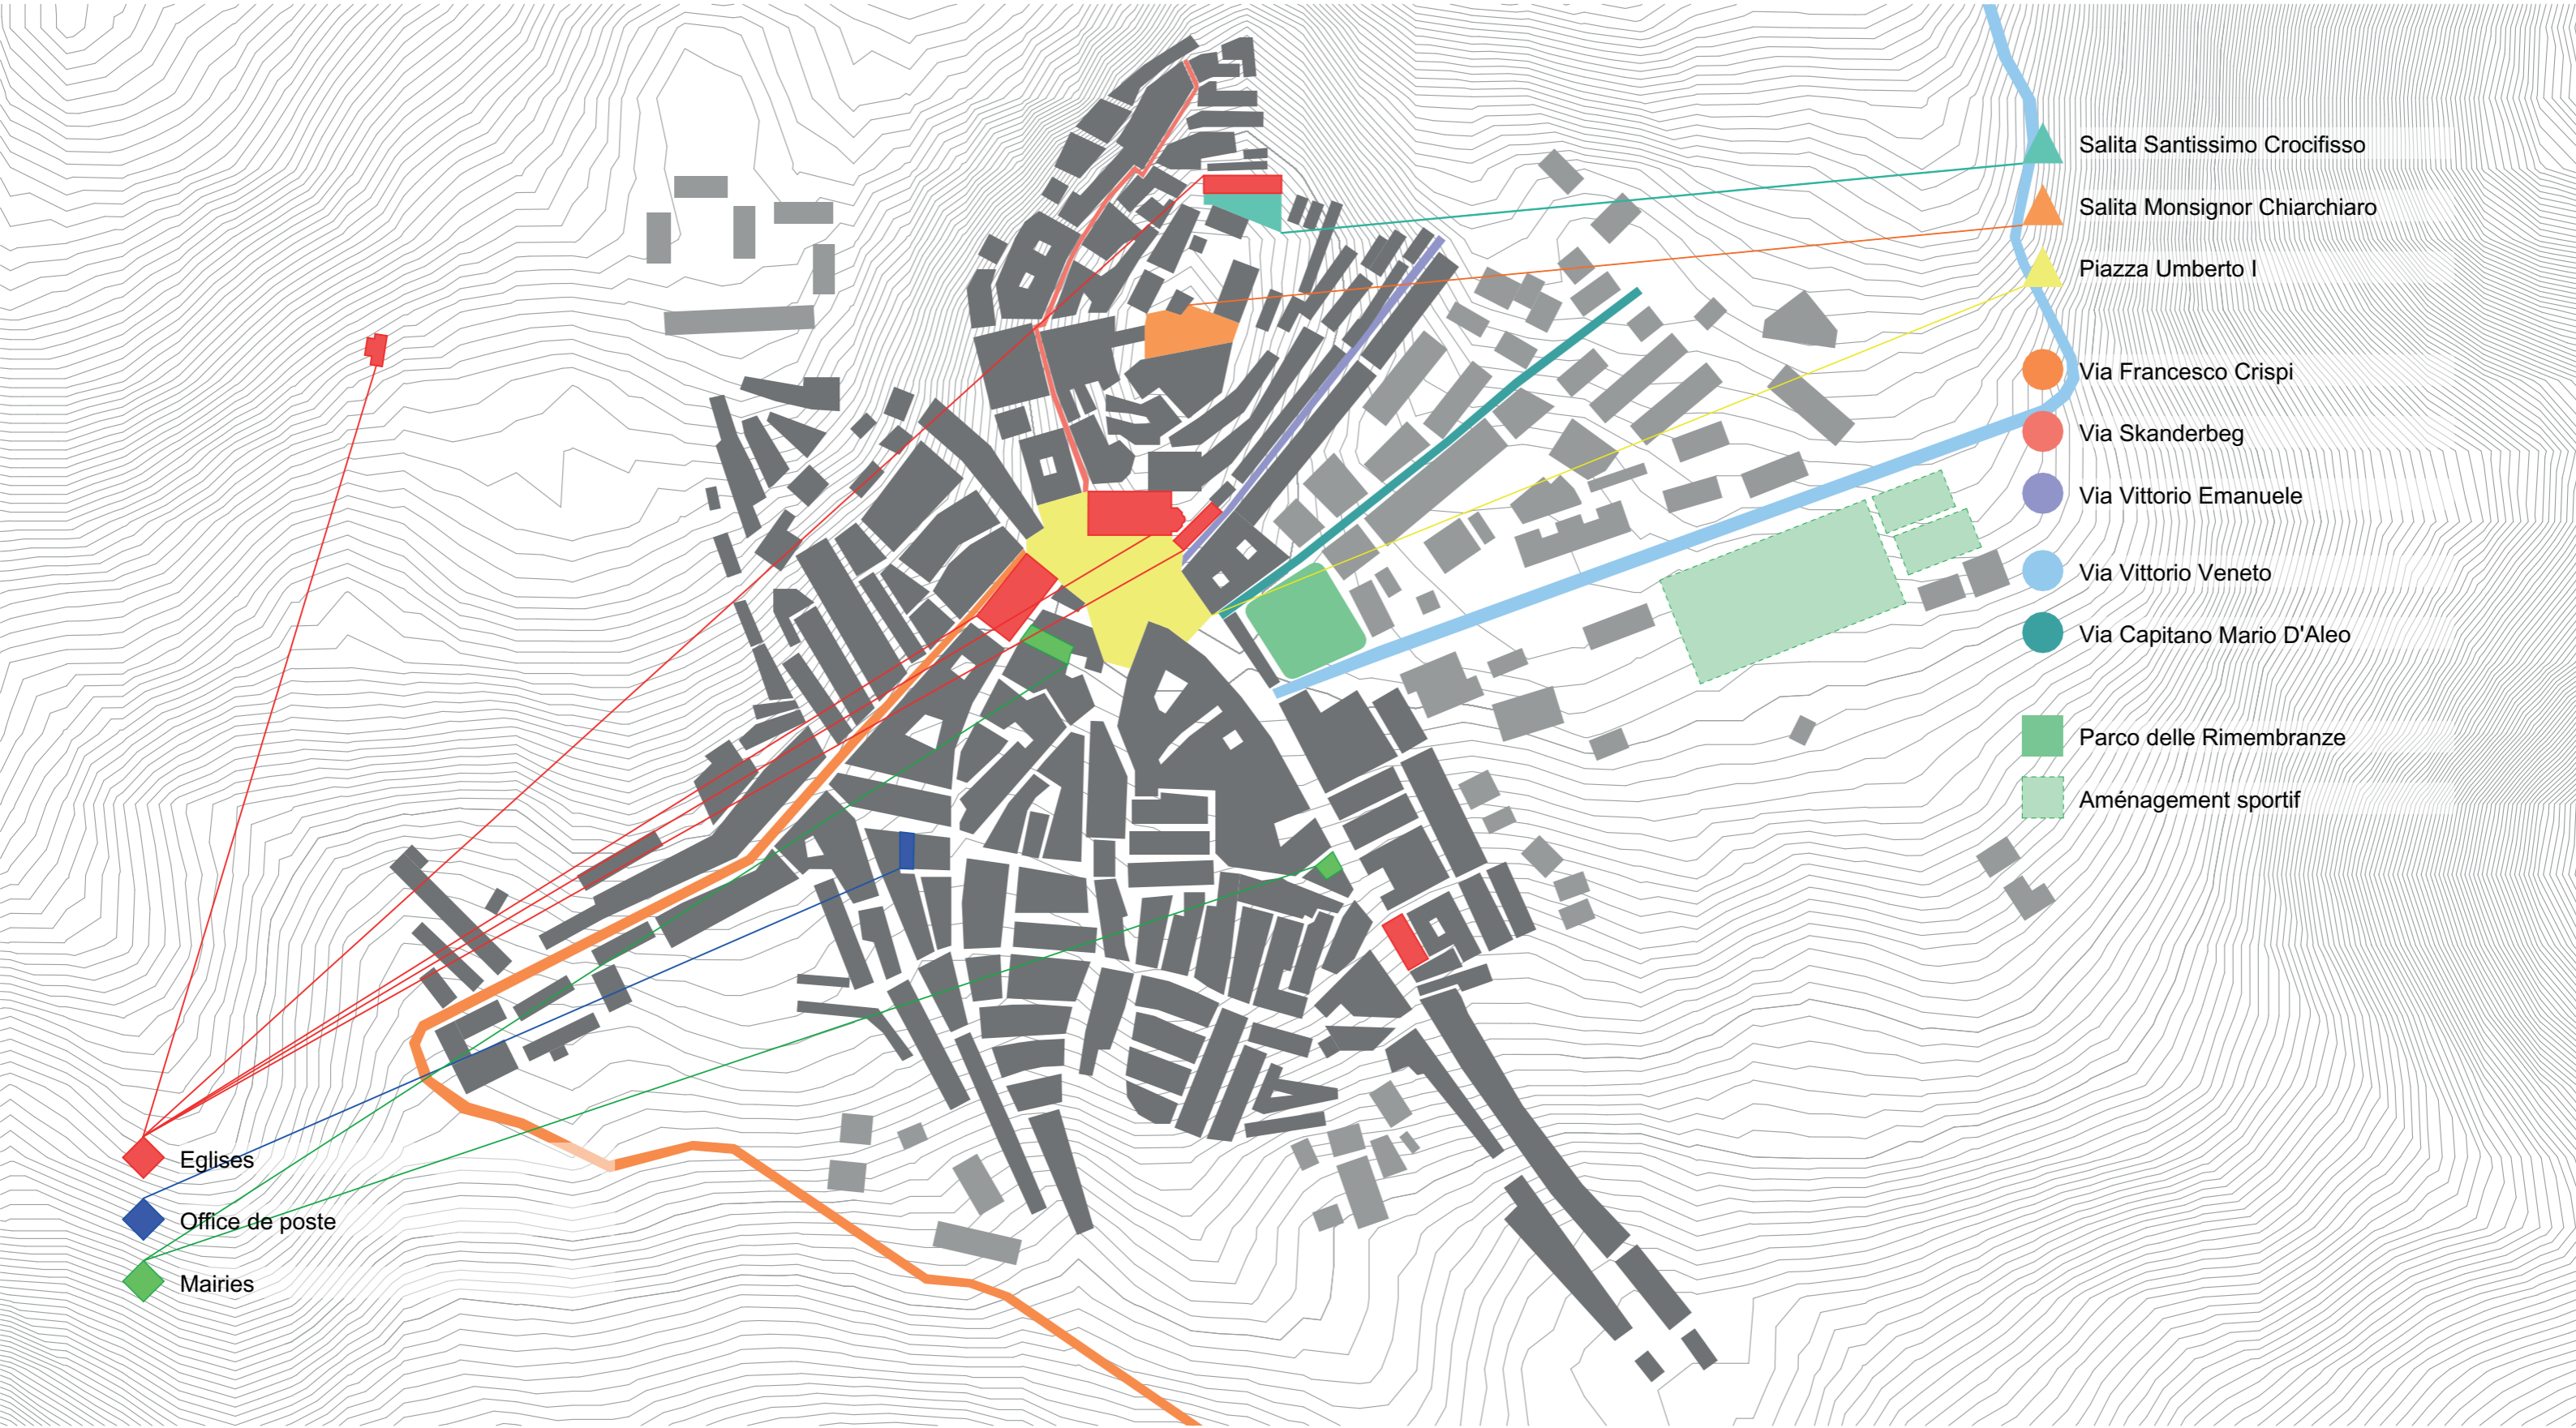 Salita Santissimo Crocifisso
Salita Monsignor Chiarchiaro
Piazza Umberto I
Via Francesco Crispi
Via Skanderbeg
Via Vittorio Emanuele
Via Vittorio Veneto
Via Capitano Mario D'Aleo
Parco delle Rimembranze
Aménagement sportif
Eglises
Office de poste
Mairies